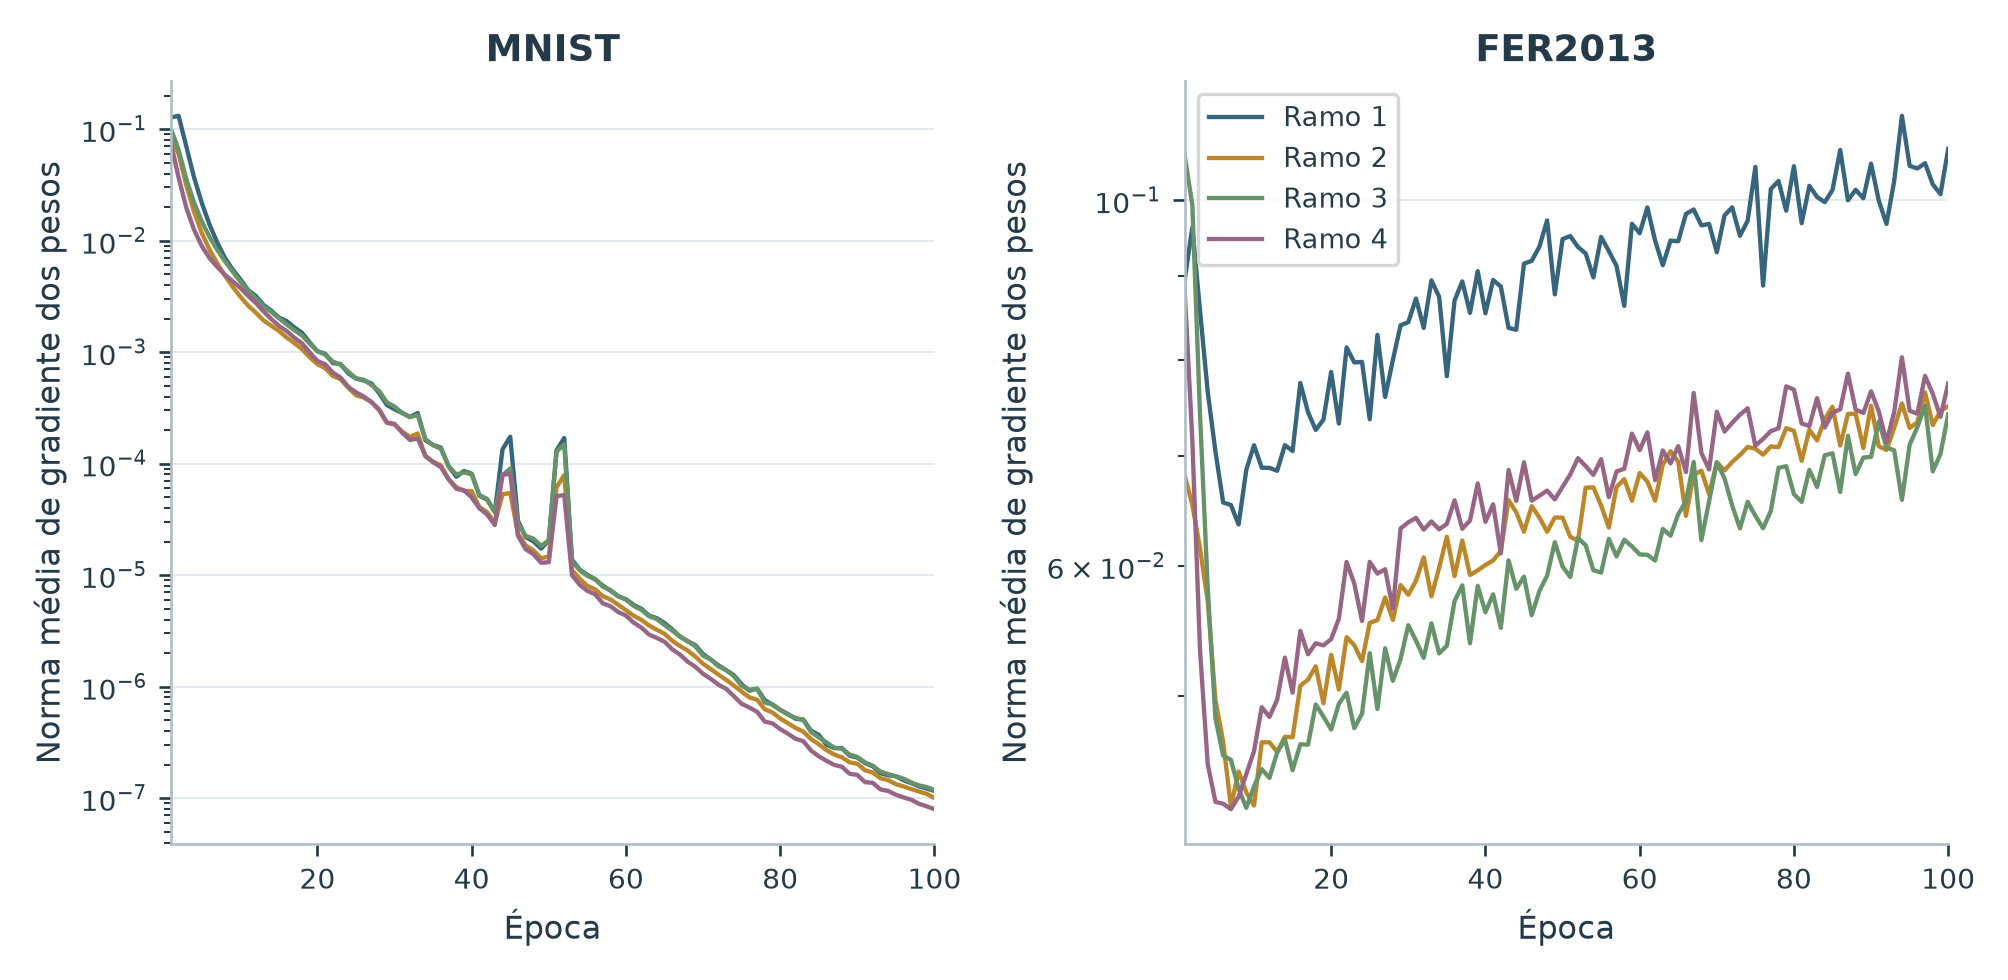 MNIST
Norma média de gradiente dos pesos
10⁻¹
10⁻²
10⁻³
10⁻⁴
10⁻⁵
10⁻⁶
10⁻⁷
20 40 60 80 100
Época
FER2013
Norma média de gradiente dos pesos
10⁻¹
6 × 10⁻²
Ramo 1
Ramo 2
Ramo 3
Ramo 4
20 40 60 80 100
Época